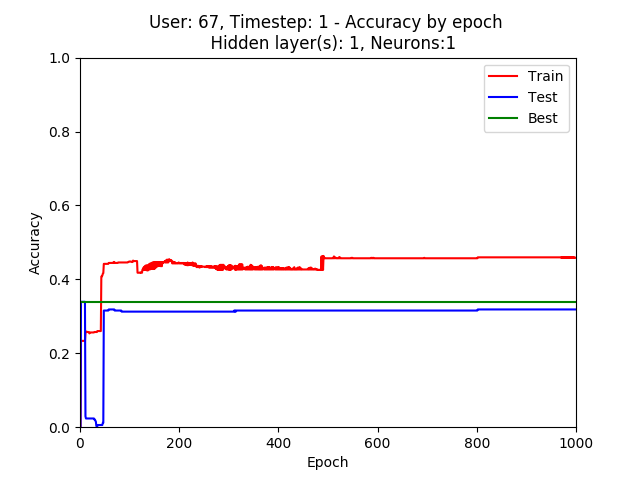 User: 67, Timestep: 1 - Accuracy by epoch
Hidden layer(s): 1, Neurons:1
Train
Test
Best
1.0
0.8
0.6
0.4
0.2
0.0
Accuracy
0 200 400 600 800 1000
Epoch